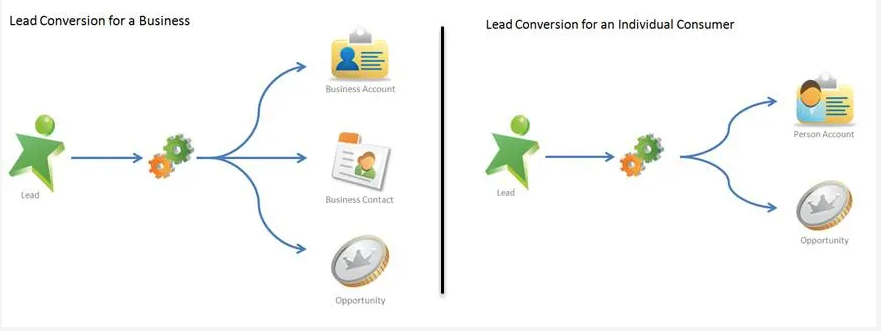 Lead Conversion for a Business
Business Account
Lead
Business Contact
Opportunity
Lead Conversion for an Individual Consumer
Person Account
Lead
Opportunity